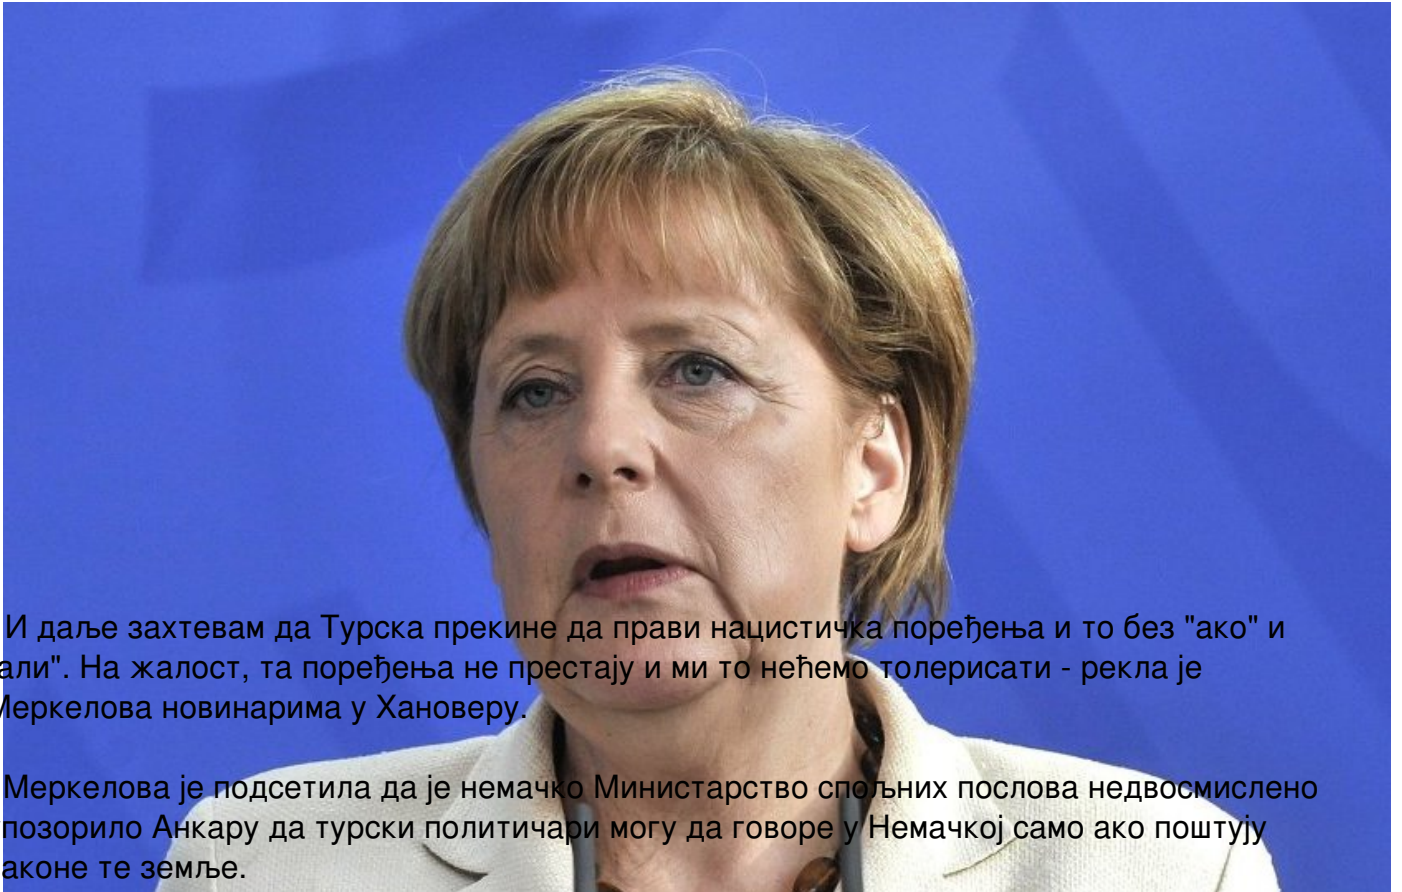 И даље захтевам да Турска прекине да прави нацистичка поређења и то без "ако" и
али". На жалост, та поређења не престају и ми то нећемо толерисати - рекла је
Меркелова новинарима у Хановеру.
Меркелова је подсетила да је немачко Министарство спољних послова недвосмислено
позорило Анкару да турски политичари могу да говоре у Немачкој само ако поштују
аконе те земље.